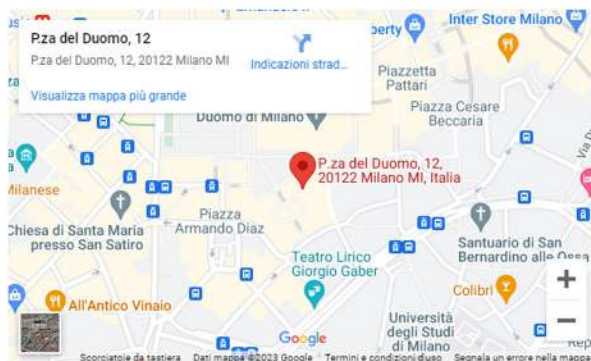 P.za del Duomo, 12
P.za del Duomo, 12, 20122 Milano MI
Indicazioni strad...
Visualizza mappa più grande
Inter Store Milano
Piazzetta
Pattari
Piazza Cesare
Beccaria
Duomo di Milano
P.za del Duomo, 12,
20122 Milano MI, Italia
Milanese
Chiesa di Santa Maria
presso San Satiro
Piazza
Armando Diaz
Santuario di San
Bernardino alle Ossa
Teatro Lirico
Giorgio Gaber
Colibrì
All'Antico Vinaio
Università
degli Studi
di Milano
Google
Scorciatoie da tastiera
Dati mappa ©2023 Google
Termini e condizioni d'uso
Segnala un errore nella mappa